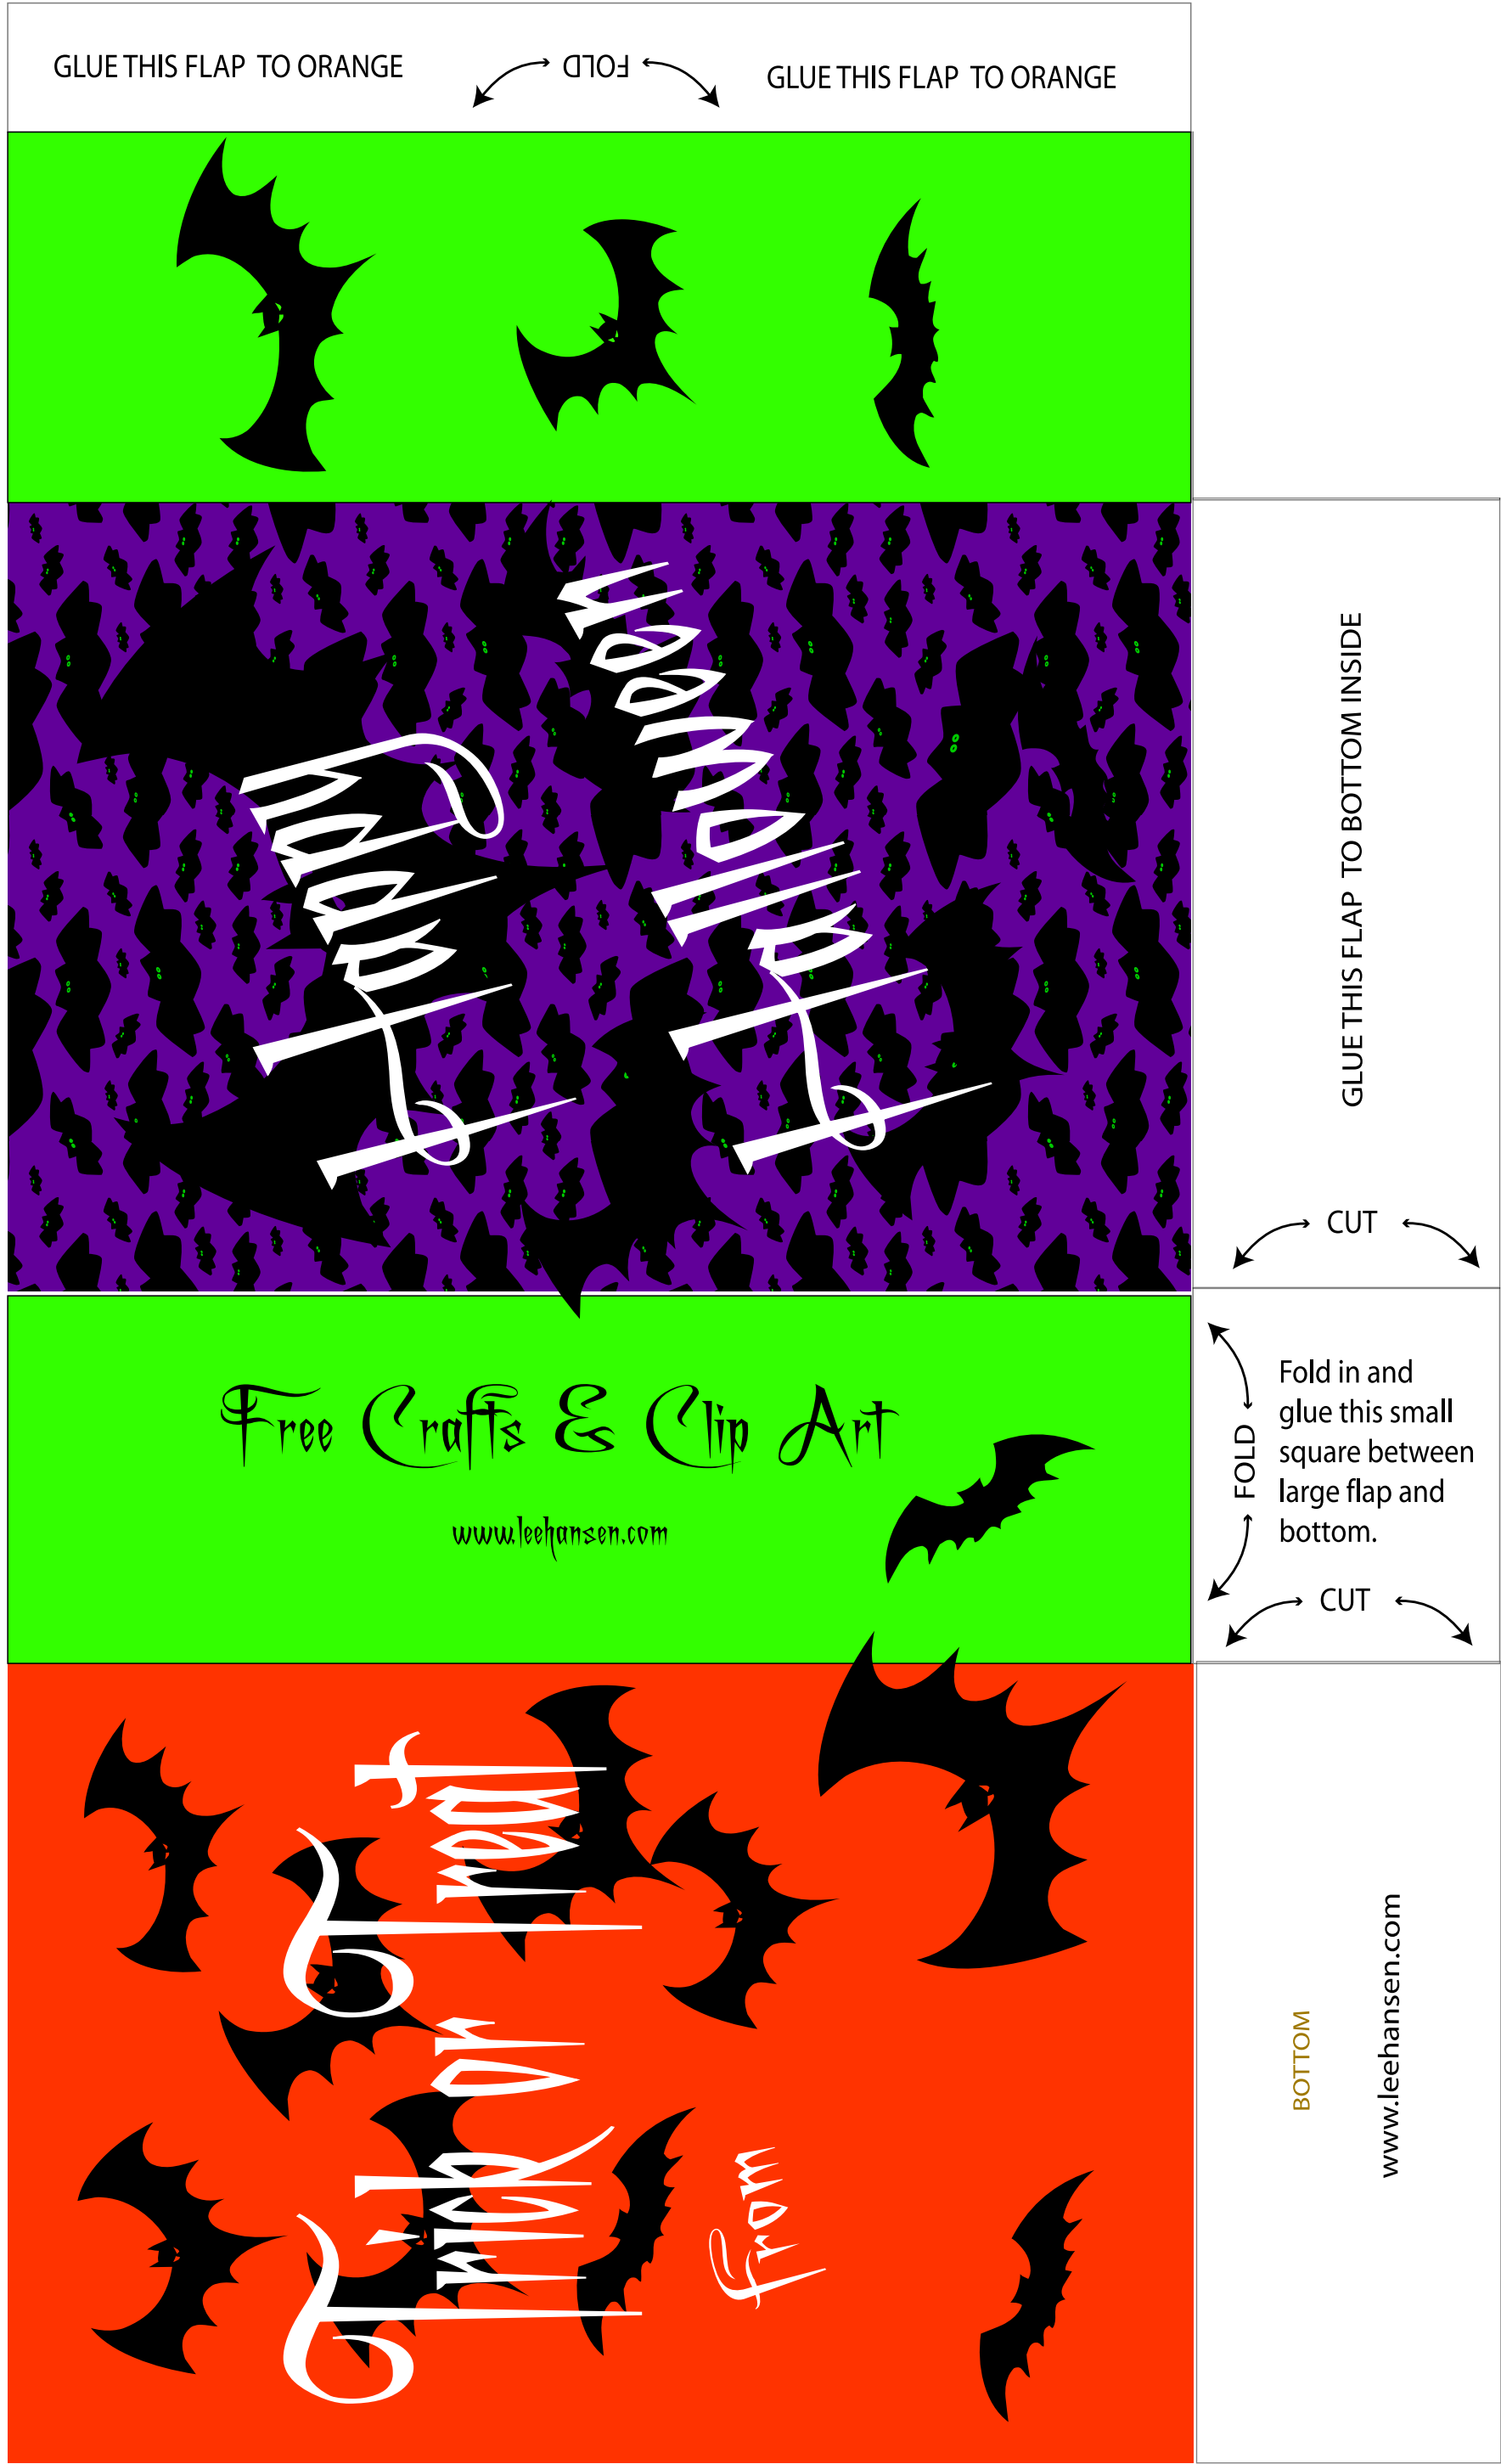 GLUE THIS FLAP TO ORANGE
FOLD
GLUE THIS FLAP TO ORANGE
Happy
Halloween
GLUE THIS FLAP TO BOTTOM INSIDE
CUT
Free Crafts & Clip Art
www.leehansen.com
FOLD
Fold in and
glue this small
square between
large flap and
bottom.
CUT
Trick or Treat
From
BOTTOM
www.leehansen.com